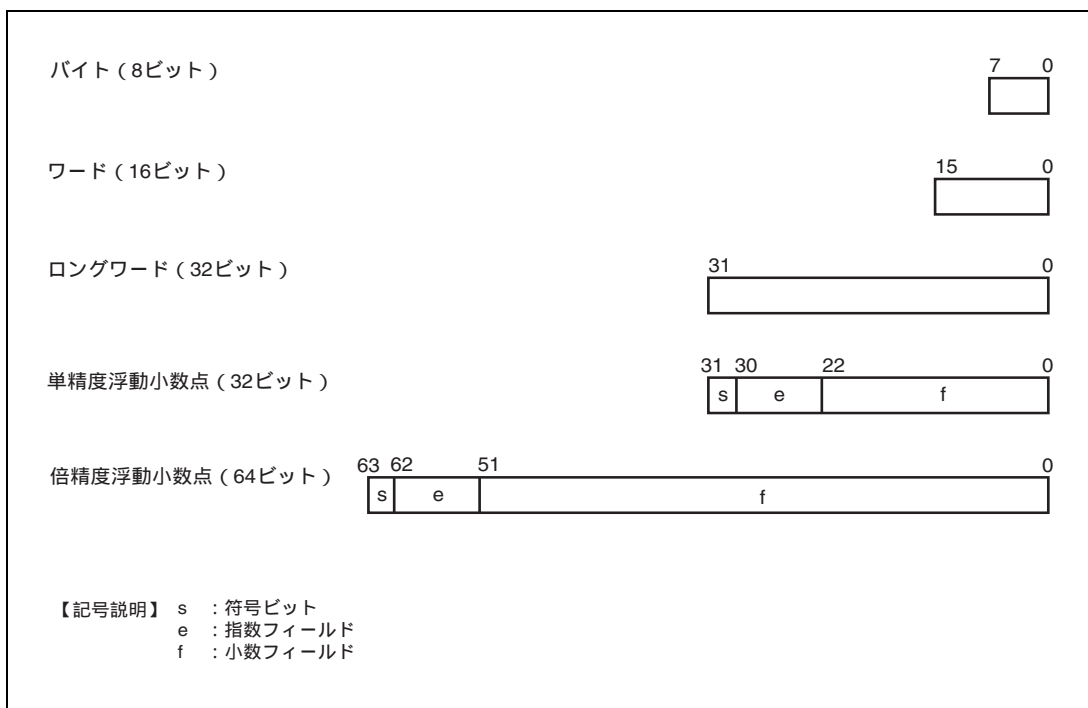 バイト（8ビット）
7 0
ワード（16ビット）
15 0
ロングワード（32ビット）
31 0
単精度浮動小数点（32ビット）
31 30 22 0
s e f
倍精度浮動小数点（64ビット）
63 62 51 0
s e f
【記号説明】 s ：符号ビット
e ：指数フィールド
f ：小数フィールド